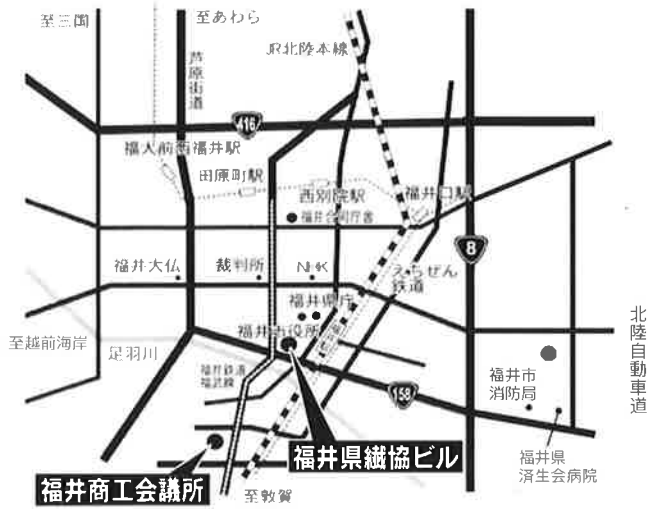 至三国
至あわら
JR北陸本線
芦原街道
416
福大前西福井駅
田原町駅
西別院駅
福井口駅
福井合同庁舎
8
福井大仏
裁判所
NHK
えちぜん
鉄道
福井県庁
福井市役所
至越前海岸
足羽川
福井鉄道
福武線
158
福井市
消防局
北陸自動車道
福井県繊協ビル
福井県
済生会病院
福井商工会議所
至敦賀